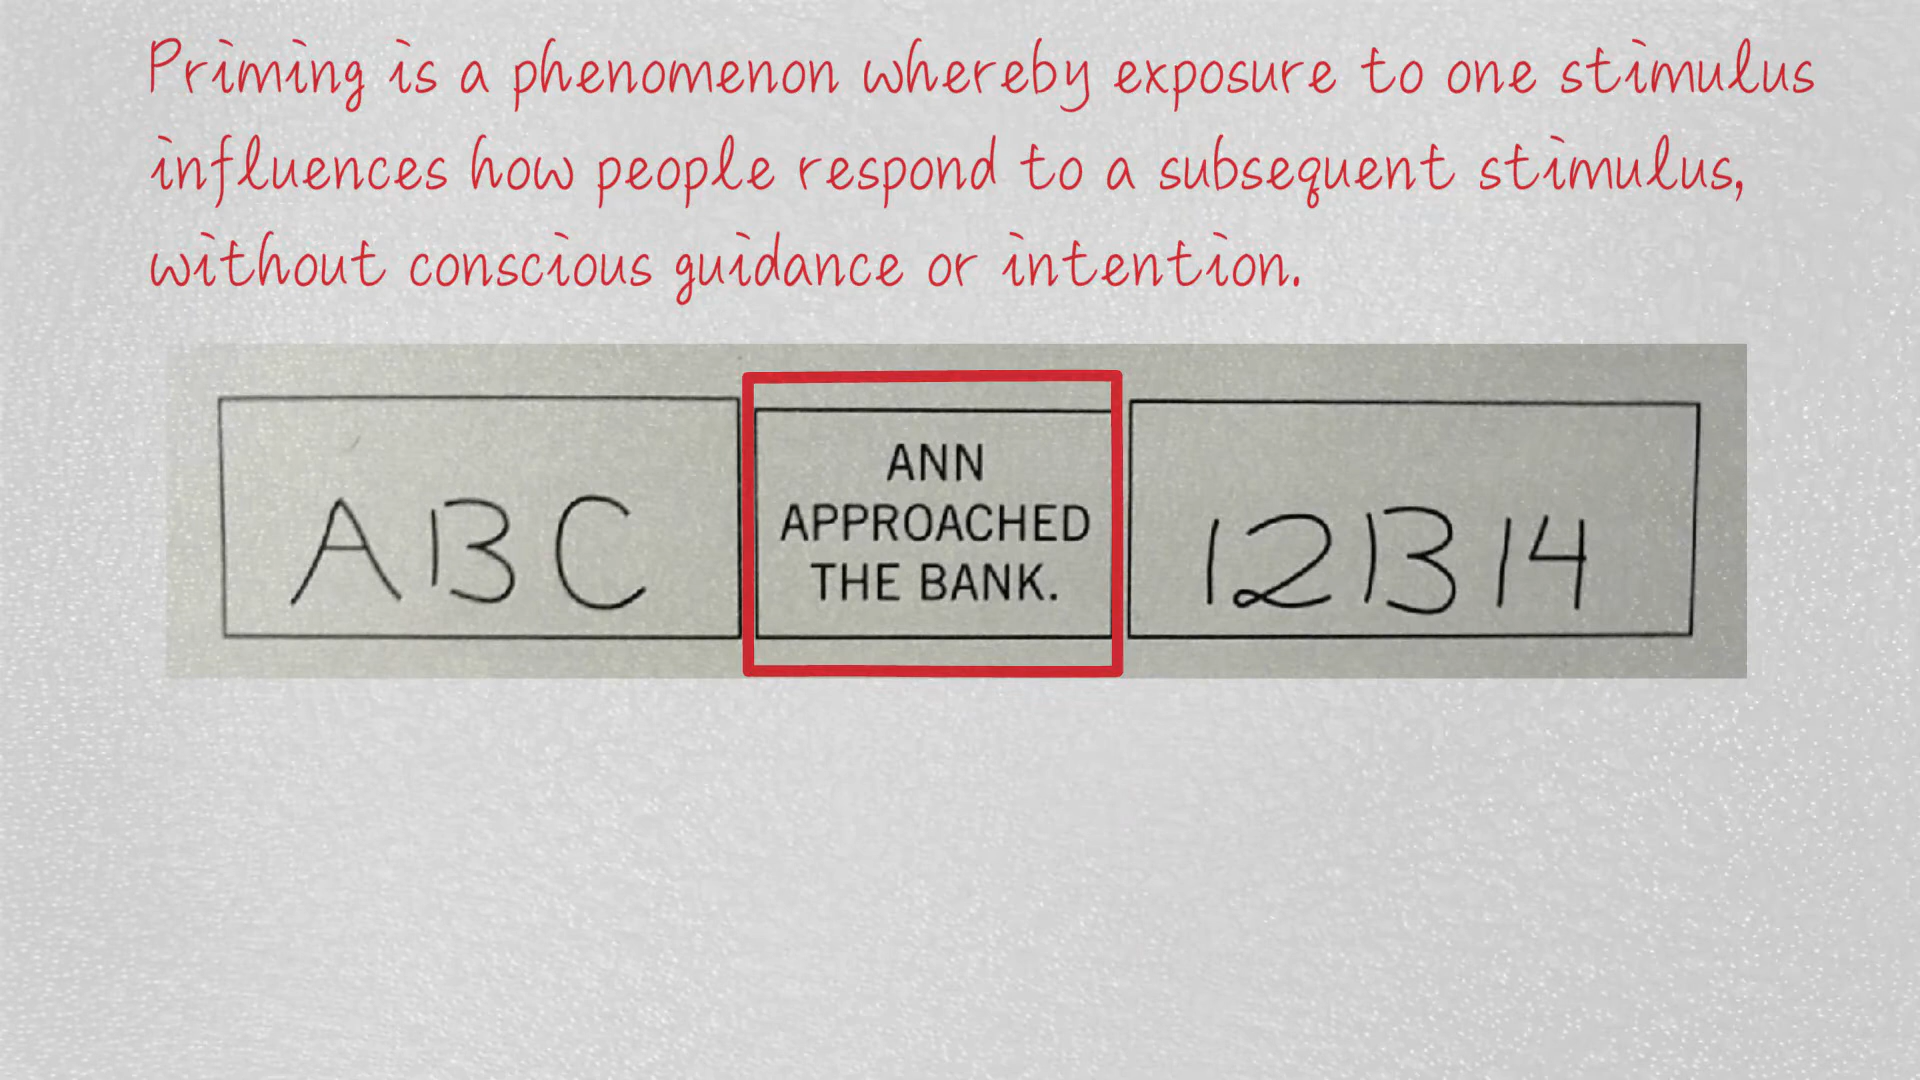 Priming is a phenomenon whereby exposure to one stimulus
influences how people respond to a subsequent stimulus,
without conscious guidance or intention.
A 13 C
ANN
APPROACHED
THE BANK.
12 13 14